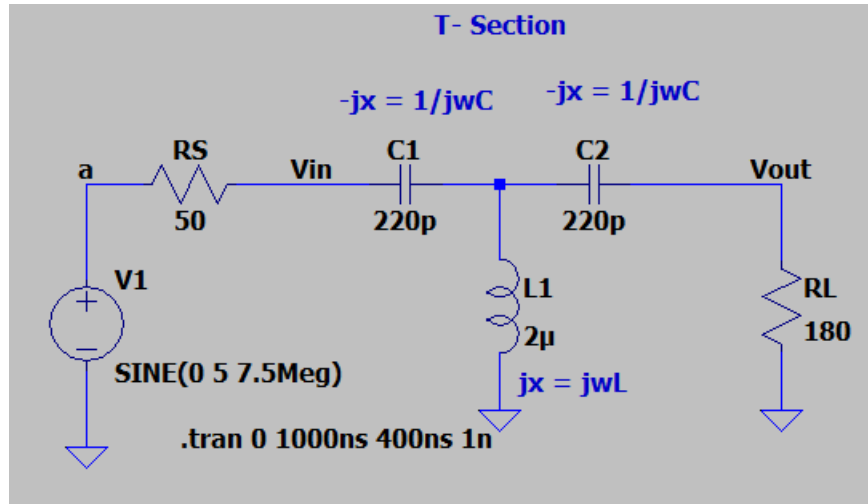 T- Section
-jx = 1/jwC
-jx = 1/jwC
a
RS
Vin
C1
C2
Vout
50
220p
220p
V1
L1
RL
2µ
180
SINE(0 5 7.5Meg)
jx = jwL
.tran 0 1000ns 400ns 1n